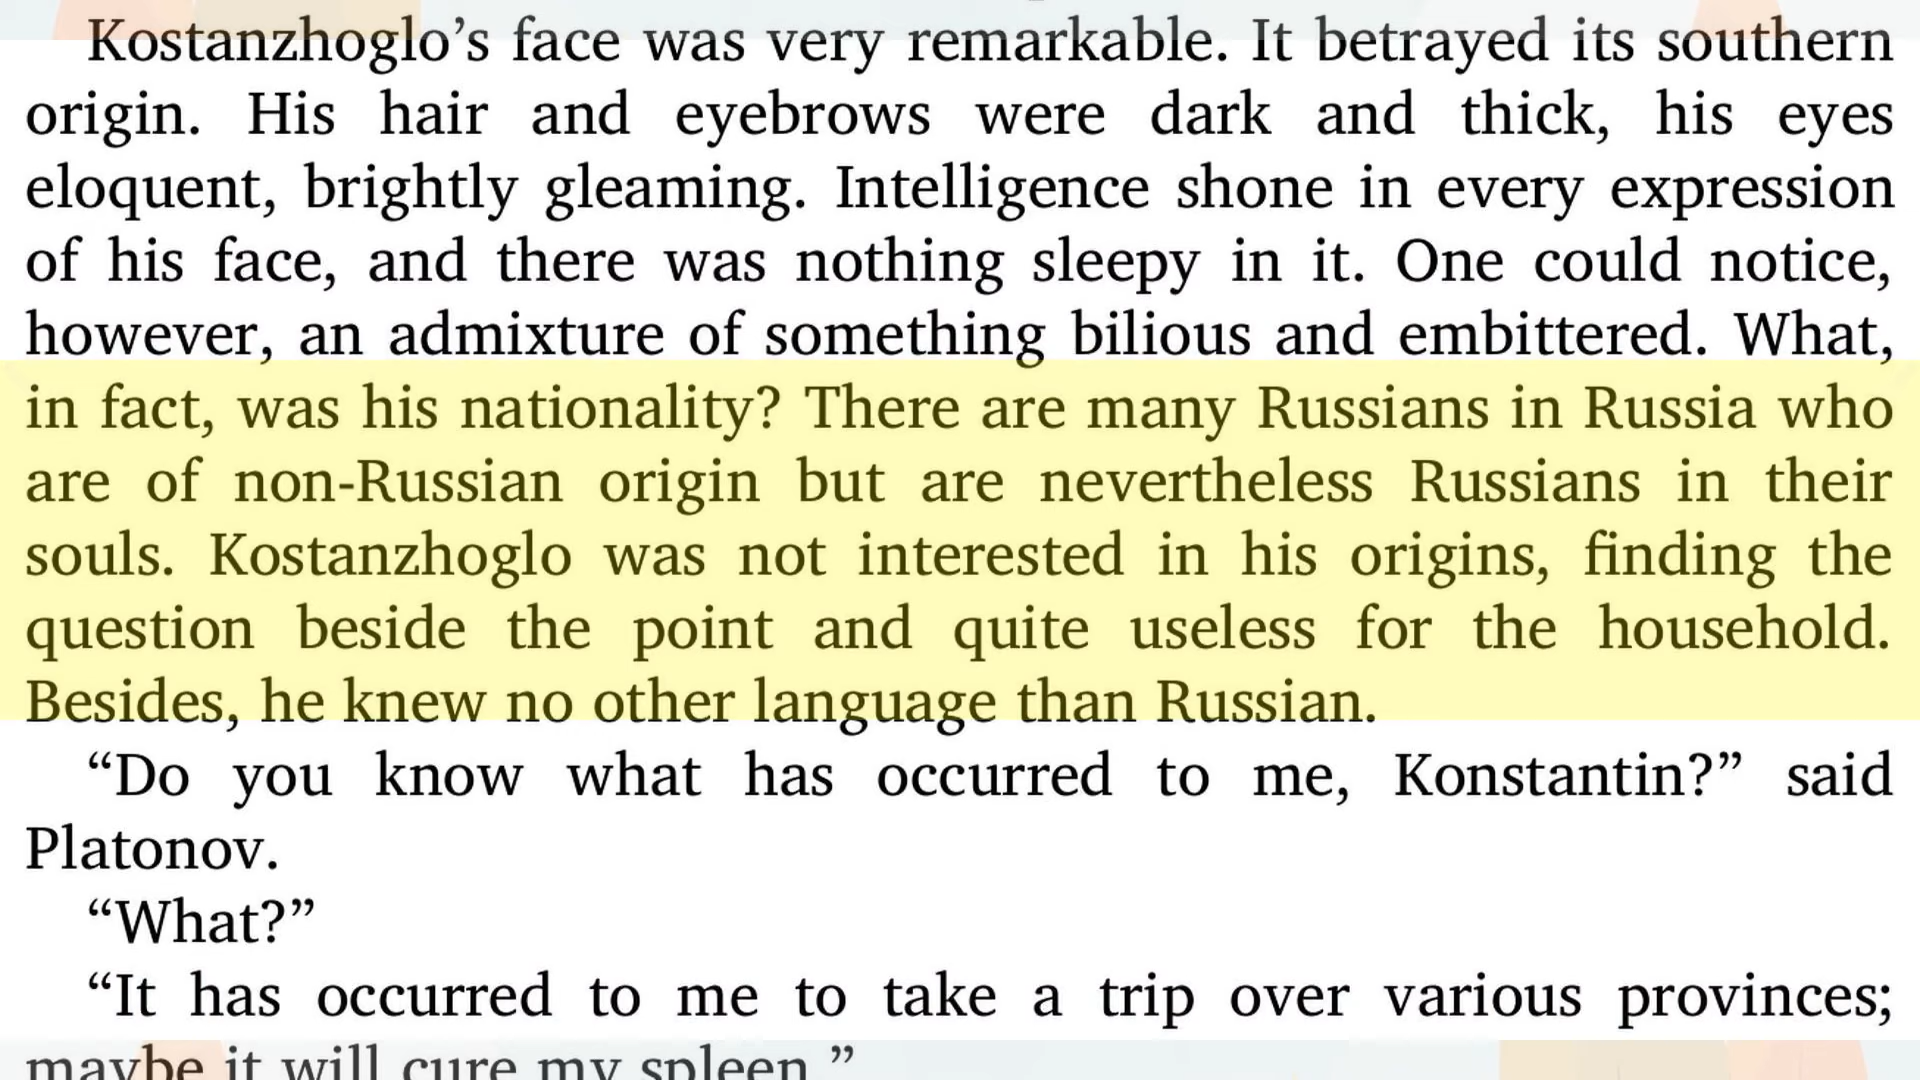 Kostanzhoglo’s face was very remarkable. It betrayed its southern
origin. His hair and eyebrows were dark and thick, his eyes
eloquent, brightly gleaming. Intelligence shone in every expression
of his face, and there was nothing sleepy in it. One could notice,
however, an admixture of something bilious and embittered. What,
in fact, was his nationality? There are many Russians in Russia who
are of non-Russian origin but are nevertheless Russians in their
souls. Kostanzhoglo was not interested in his origins, finding the
question beside the point and quite useless for the household.
Besides, he knew no other language than Russian.
“Do you know what has occurred to me, Konstantin?” said
Platonov.
“What?”
“It has occurred to me to take a trip over various provinces;
maybe it will cure my spleen.”